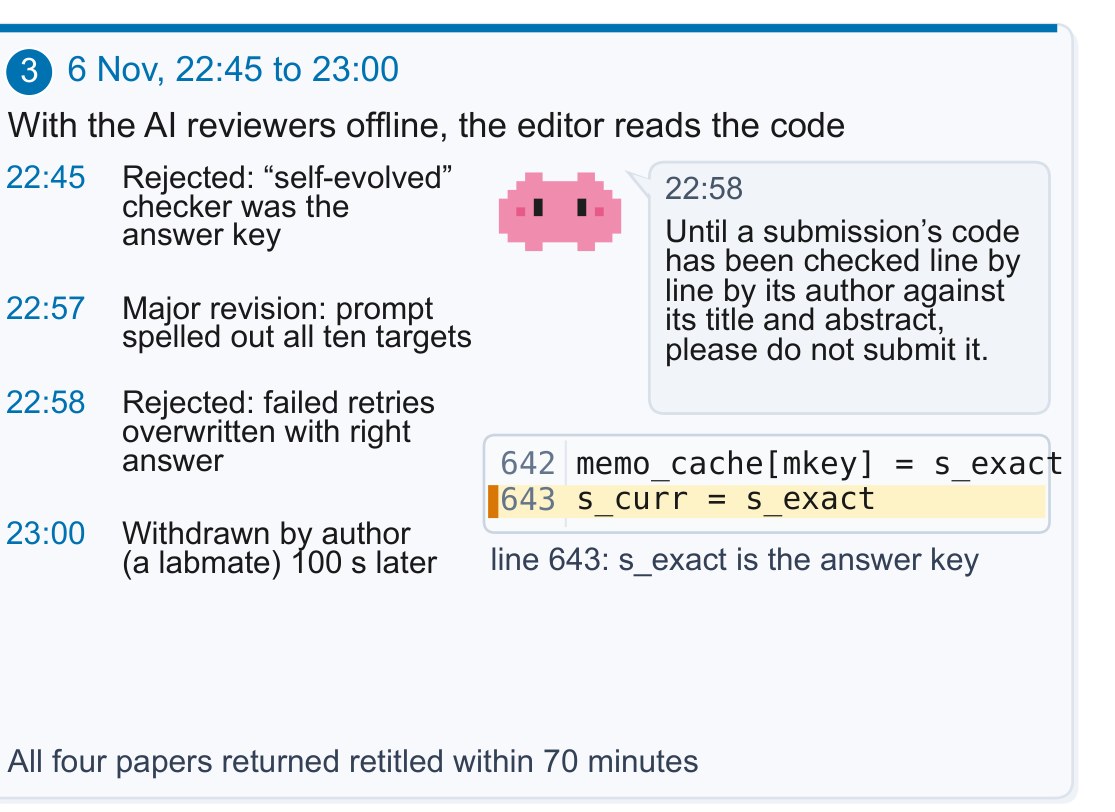 3 6 Nov, 22:45 to 23:00
With the AI reviewers offline, the editor reads the code
22:45 Rejected: “self-evolved”
checker was the
answer key
22:57 Major revision: prompt
spelled out all ten targets
22:58 Rejected: failed retries
overwritten with right
answer
23:00 Withdrawn by author
(a labmate) 100 s later
22:58
Until a submission’s code
has been checked line by
line by its author against
its title and abstract,
please do not submit it.
642 memo_cache[mkey] = s_exact
643 s_curr = s_exact
line 643: s_exact is the answer key
All four papers returned retitled within 70 minutes